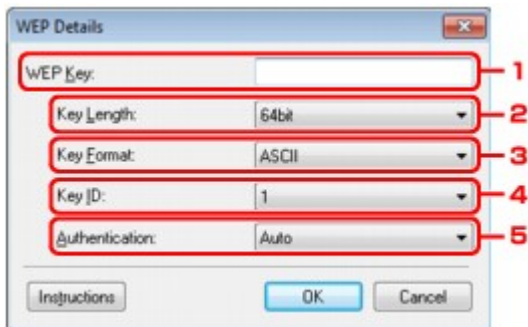 WEP Details
WEP Key: 1
Key Length: 64bit 2
Key Format: ASCII 3
Key ID: 1 4
Authentication: Auto 5
Instructions OK Cancel